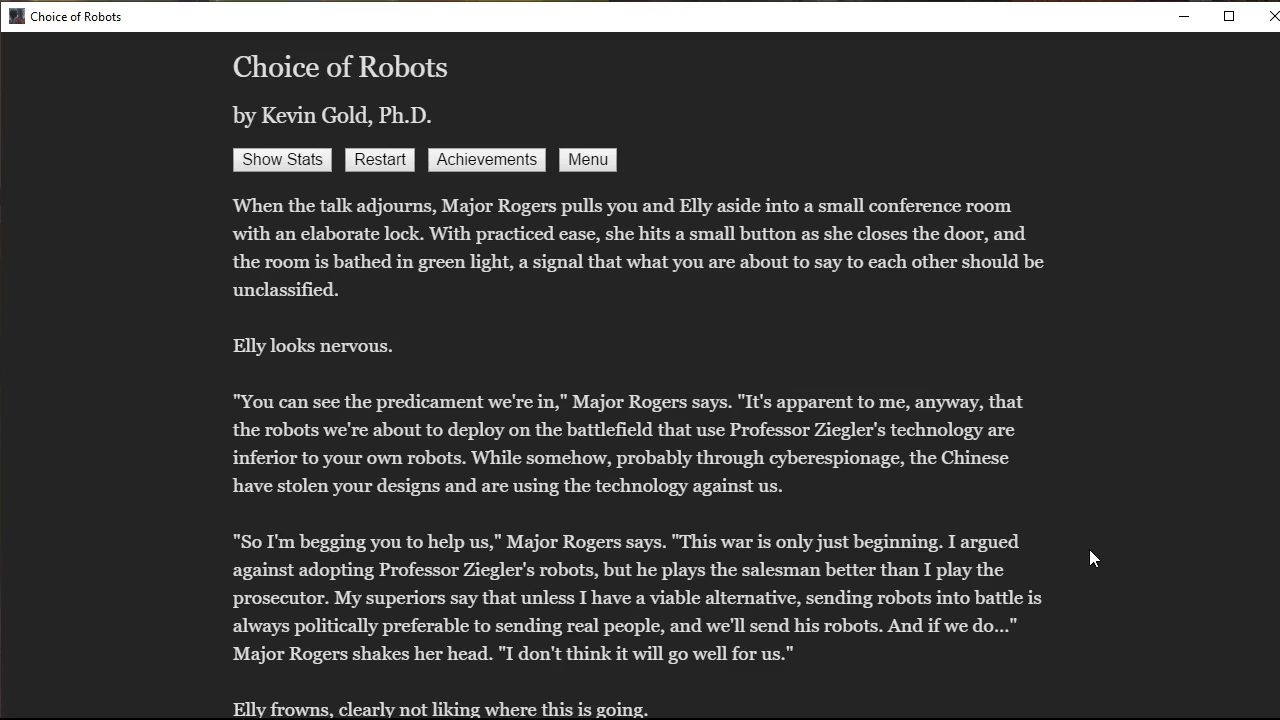 Choice of Robots
Choice of Robots
by Kevin Gold, Ph.D.
Show Stats Restart Achievements Menu
When the talk adjourns, Major Rogers pulls you and Elly aside into a small conference room
with an elaborate lock. With practiced ease, she hits a small button as she closes the door, and
the room is bathed in green light, a signal that what you are about to say to each other should be
unclassified.
Elly looks nervous.
"You can see the predicament we're in," Major Rogers says. "It's apparent to me, anyway, that
the robots we're about to deploy on the battlefield that use Professor Ziegler's technology are
inferior to your own robots. While somehow, probably through cyberespionage, the Chinese
have stolen your designs and are using the technology against us.
"So I'm begging you to help us," Major Rogers says. "This war is only just beginning. I argued
against adopting Professor Ziegler's robots, but he plays the salesman better than I play the
prosecutor. My superiors say that unless I have a viable alternative, sending robots into battle is
always politically preferable to sending real people, and we'll send his robots. And if we do..."
Major Rogers shakes her head. "I don't think it will go well for us."
Elly frowns, clearly not liking where this is going.